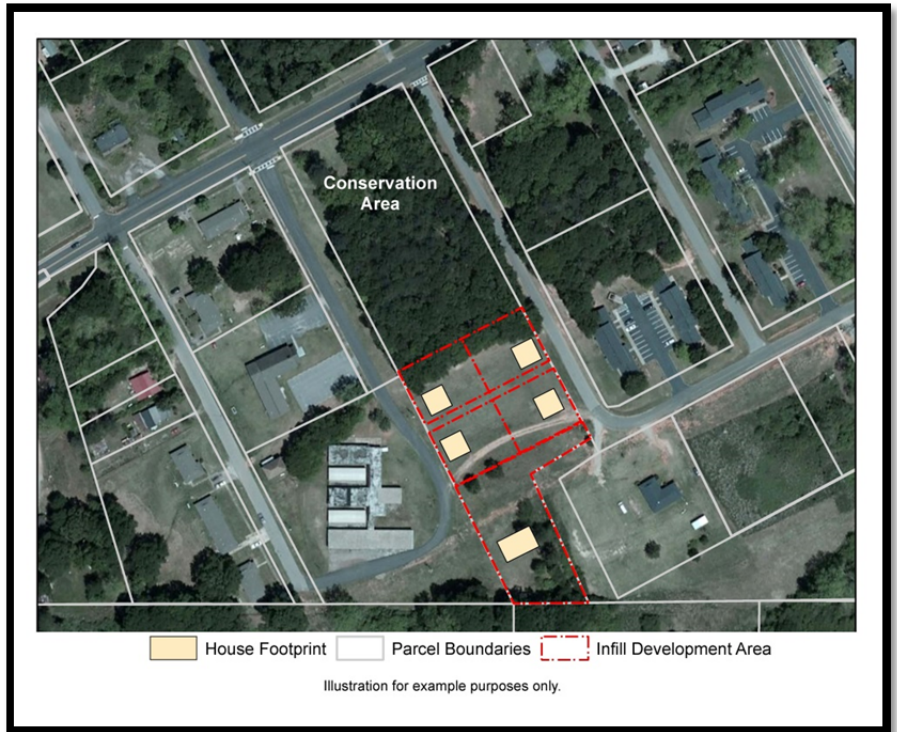 Conservation
Area
House Footprint
Parcel Boundaries
Infill Development Area
Illustration for example purposes only.